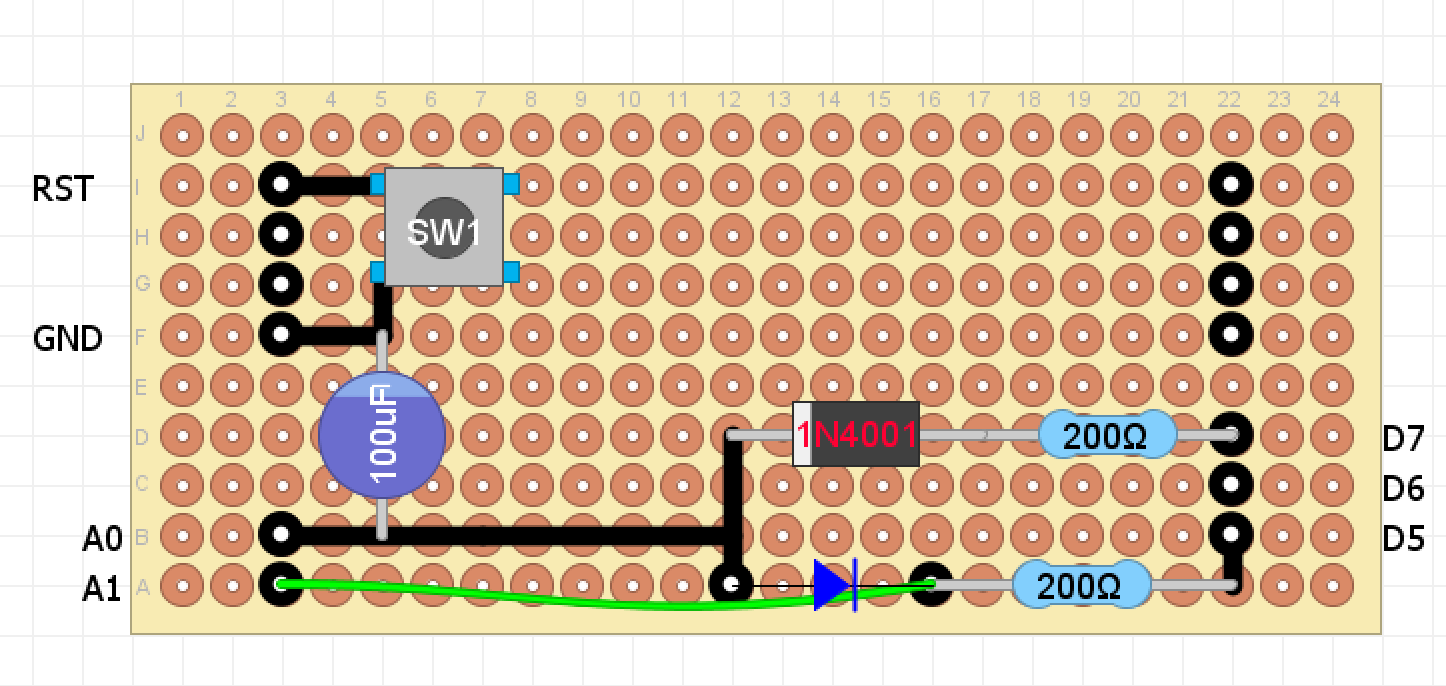 1 2 3 4 5 6 7 8 9 10 11 12 13 14 15 16 17 18 19 20 21 22 23 24
J
RST I
H
SW1
G
GND F
E
100uF
D 1N4001 200Ω D7
C D6
A0 B D5
A1 A 200Ω